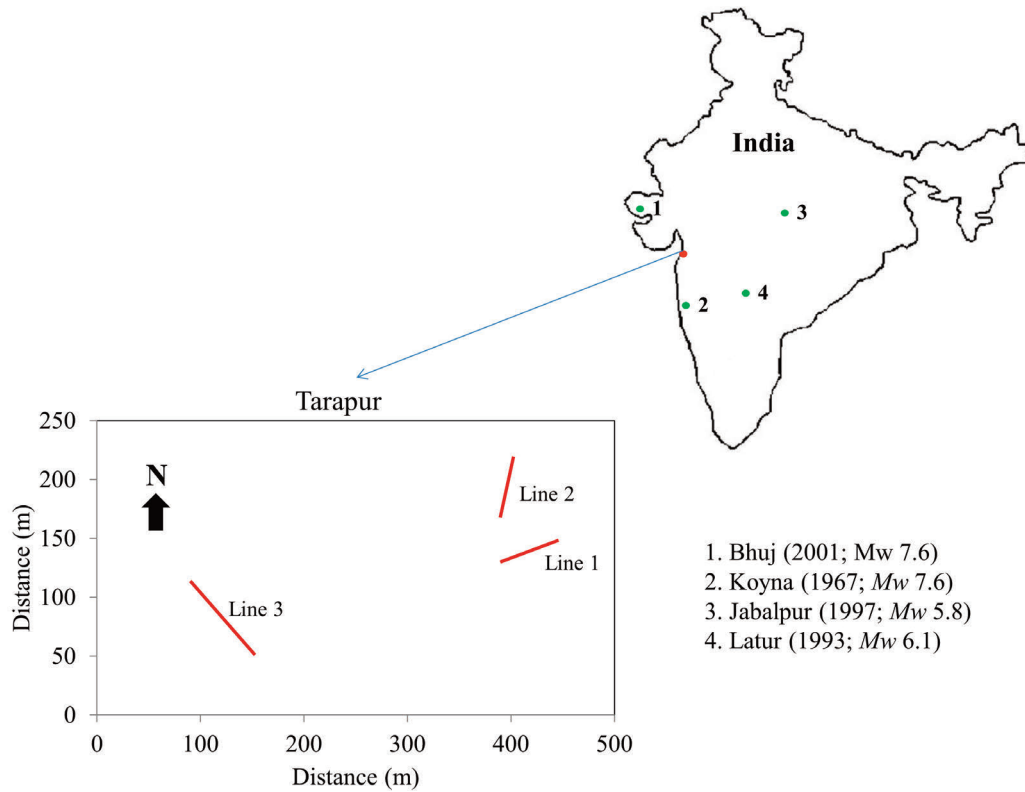 India
1
3
4
2
Tarapur
250
200
150
100
50
0
Distance (m)
N
Line 2
Line 1
Line 3
0
100
200
300
400
500
Distance (m)
1. Bhuj (2001; Mw 7.6)
2. Koyna (1967; Mw 7.6)
3. Jabalpur (1997; Mw 5.8)
4. Latur (1993; Mw 6.1)